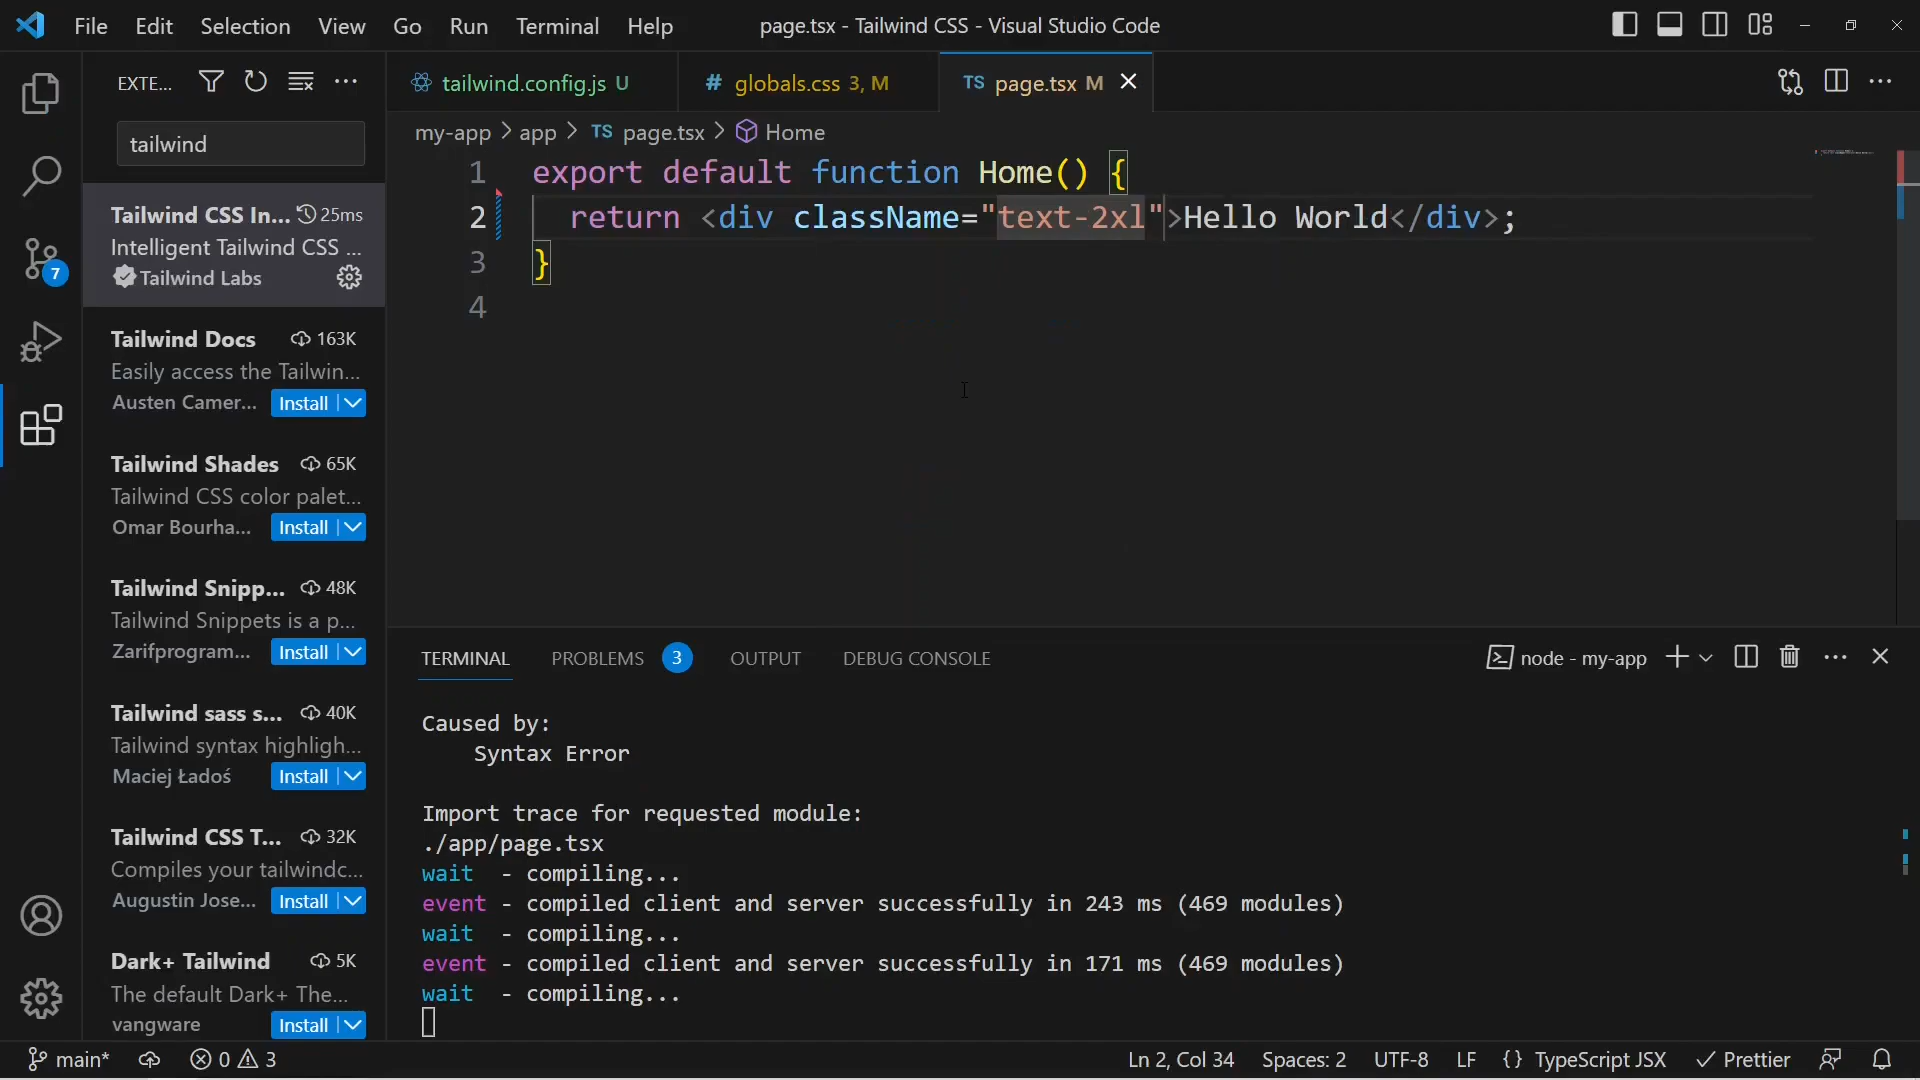 File Edit Selection View Go Run Terminal Help
page.tsx - Tailwind CSS - Visual Studio Code
EXTE...
tailwind
Tailwind CSS In... 25ms
Intelligent Tailwind CSS ...
Tailwind Labs
Tailwind Docs 163K
Easily access the Tailwin...
Austen Camer... Install
Tailwind Shades 65K
Tailwind CSS color palet...
Omar Bourha... Install
Tailwind Snipp... 48K
Tailwind Snippets is a p...
Zarifprogram... Install
Tailwind sass s... 40K
Tailwind syntax highligh...
Maciej Ładoś Install
Tailwind CSS T... 32K
Compiles your tailwindc...
Augustin Jose... Install
Dark+ Tailwind 5K
The default Dark+ The...
vangware Install
7
tailwind.config.js U
# globals.css 3, M
TS page.tsx M
my-app > app > TS page.tsx > Home
1 export default function Home() {
2 return <div className="text-2xl">Hello World</div>;
3 }
4
TERMINAL PROBLEMS 3 OUTPUT DEBUG CONSOLE
node - my-app
Caused by:
Syntax Error
Import trace for requested module:
./app/page.tsx
wait - compiling...
event - compiled client and server successfully in 243 ms (469 modules)
wait - compiling...
event - compiled client and server successfully in 171 ms (469 modules)
wait - compiling...
main* 0 3
Ln 2, Col 34 Spaces: 2 UTF-8 LF {} TypeScript JSX Prettier